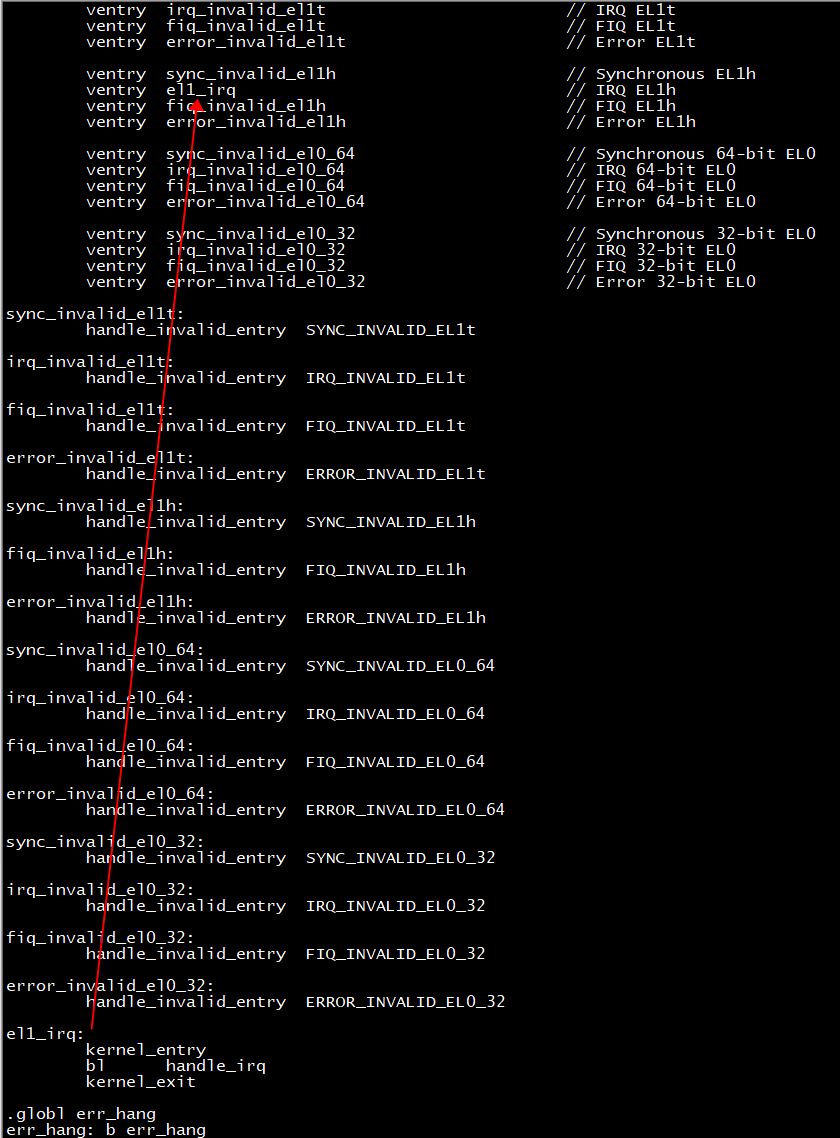 ventry irq_invalid_el1t // IRQ EL1t
ventry fiq_invalid_el1t // FIQ EL1t
ventry error_invalid_el1t // Error EL1t
ventry sync_invalid_el1h // Synchronous EL1h
ventry el1_irq // IRQ EL1h
ventry fiq_invalid_el1h // FIQ EL1h
ventry error_invalid_el1h // Error EL1h
ventry sync_invalid_el0_64 // Synchronous 64-bit EL0
ventry irq_invalid_el0_64 // IRQ 64-bit EL0
ventry fiq_invalid_el0_64 // FIQ 64-bit EL0
ventry error_invalid_el0_64 // Error 64-bit EL0
ventry sync_invalid_el0_32 // Synchronous 32-bit EL0
ventry irq_invalid_el0_32 // IRQ 32-bit EL0
ventry fiq_invalid_el0_32 // FIQ 32-bit EL0
ventry error_invalid_el0_32 // Error 32-bit EL0
sync_invalid_el1t:
handle_invalid_entry SYNC_INVALID_EL1t
irq_invalid_el1t:
handle_invalid_entry IRQ_INVALID_EL1t
fiq_invalid_el1t:
handle_invalid_entry FIQ_INVALID_EL1t
error_invalid_el1t:
handle_invalid_entry ERROR_INVALID_EL1t
sync_invalid_el1h:
handle_invalid_entry SYNC_INVALID_EL1h
fiq_invalid_el1h:
handle_invalid_entry FIQ_INVALID_EL1h
error_invalid_el1h:
handle_invalid_entry ERROR_INVALID_EL1h
sync_invalid_el0_64:
handle_invalid_entry SYNC_INVALID_EL0_64
irq_invalid_el0_64:
handle_invalid_entry IRQ_INVALID_EL0_64
fiq_invalid_el0_64:
handle_invalid_entry FIQ_INVALID_EL0_64
error_invalid_el0_64:
handle_invalid_entry ERROR_INVALID_EL0_64
sync_invalid_el0_32:
handle_invalid_entry SYNC_INVALID_EL0_32
irq_invalid_el0_32:
handle_invalid_entry IRQ_INVALID_EL0_32
fiq_invalid_el0_32:
handle_invalid_entry FIQ_INVALID_EL0_32
error_invalid_el0_32:
handle_invalid_entry ERROR_INVALID_EL0_32
el1_irq:
kernel_entry
bl handle_irq
kernel_exit
.globl err_hang
err_hang: b err_hang